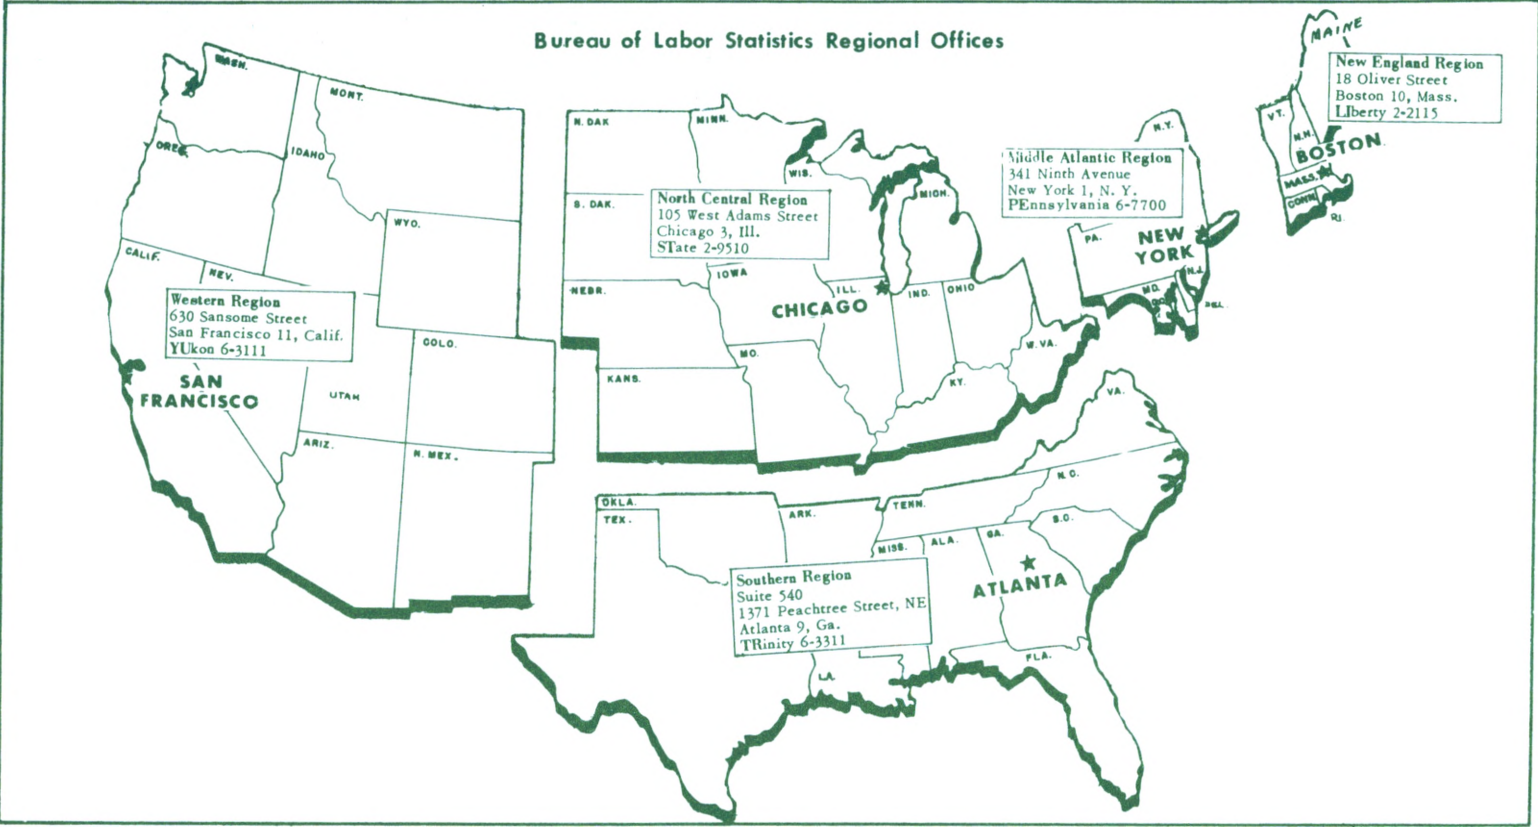 Bureau of Labor Statistics Regional Offices
MAINE
New England Region
18 Oliver Street
Boston 10, Mass.
LIberty 2-2115
VT.
N.H.
BOSTON
MASS.
CONN.
R.I.
N.Y.
Middle Atlantic Region
341 Ninth Avenue
New York 1, N. Y.
PEnnsylvania 6-7700
PA.
NEW
YORK
N.J.
MD.
D.C.
DEL.
WASH.
MONT.
OREG.
IDAHO
WYO.
CALIF.
NEV.
Western Region
630 Sansome Street
San Francisco 11, Calif.
YUkon 6-3111
SAN
FRANCISCO
COLO.
UTAH
ARIZ.
N. MEX.
N. DAK
MINN.
WIS.
MICH.
S. DAK.
North Central Region
105 West Adams Street
Chicago 3, Ill.
STate 2-9510
IOWA
NEBR.
ILL.
IND.
OHIO
CHICAGO
MO.
KANS.
KY.
W. VA.
VA.
OKLA.
TEX.
ARK.
TENN.
N.C.
S.C.
MISS.
ALA.
GA.
ATLANTA
Southern Region
Suite 540
1371 Peachtree Street, NE
Atlanta 9, Ga.
TRinity 6-3311
LA.
FLA.